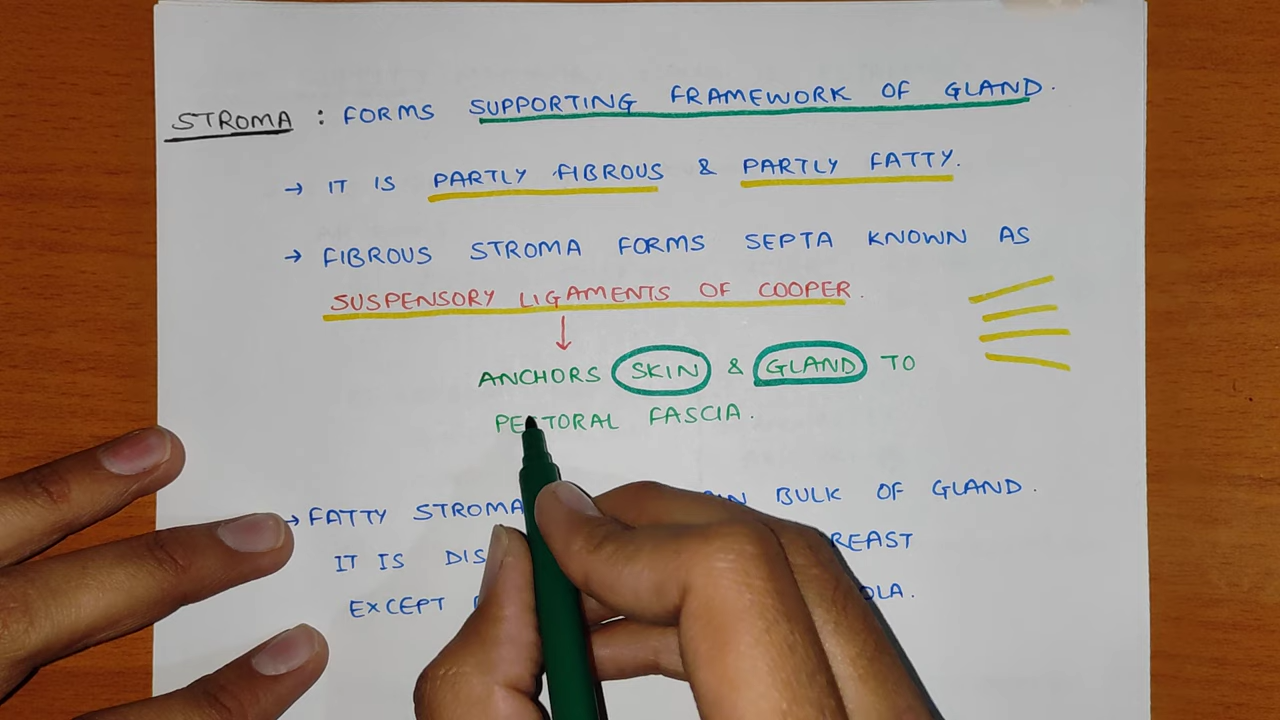 STROMA : FORMS SUPPORTING FRAMEWORK OF GLAND.
→ IT IS PARTLY FIBROUS & PARTLY FATTY.
→ FIBROUS STROMA FORMS SEPTA KNOWN AS
SUSPENSORY LIGAMENTS OF COOPER.
↓
ANCHORS SKIN & GLAND TO
PECTORAL FASCIA.
→ FATTY STROMA BULK OF GLAND.
IT IS
EXCEPT